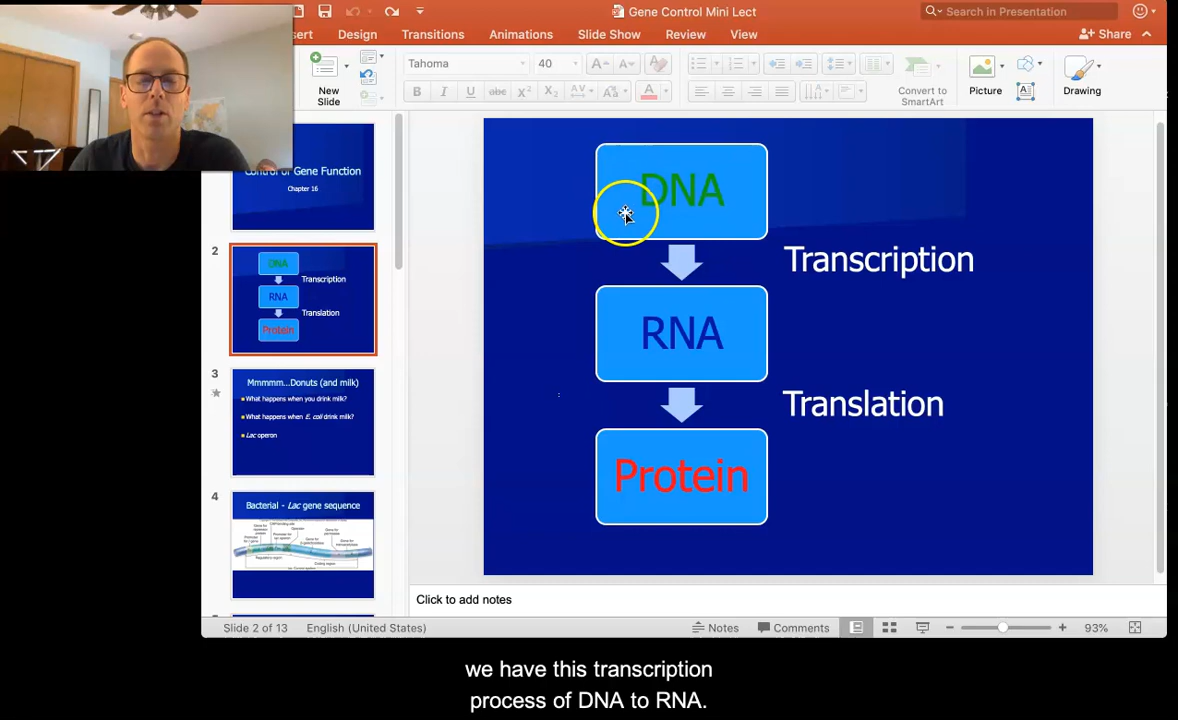 Gene Control Mini Lect
Search in Presentation
Design
Transitions
Animations
Slide Show
Review
View
Share
Tahoma
40
New
Slide
B I U abc X² X₂ AV
Convert to
SmartArt
Picture
Drawing
Control of Gene Function
Chapter 16
2
DNA
Transcription
RNA
Translation
Protein
3
Mmmmm...Donuts (and milk)
What happens when you drink milk?
What happens when E. coli drink milk?
Lac operon
4
Bacterial - Lac gene sequence
DNA
Transcription
RNA
Translation
Protein
Click to add notes
Slide 2 of 13
English (United States)
Notes
Comments
93%
we have this transcription
process of DNA to RNA.